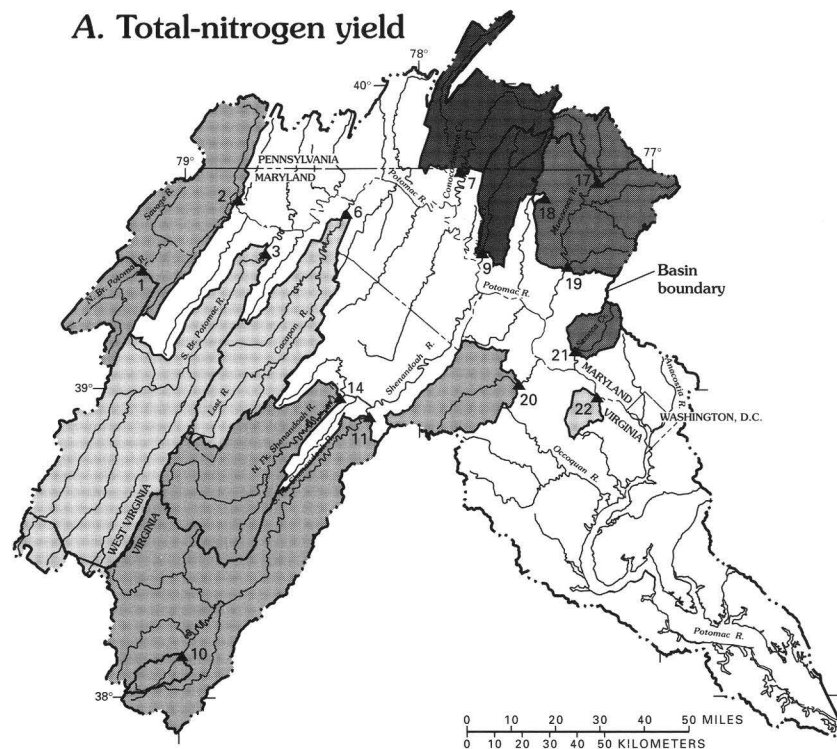 A. Total-nitrogen yield
78°
40°
79°
77°
PENNSYLVANIA
MARYLAND
Savage R.
Potomac R.
Monocacy R.
17
2
7
18
6
3
9
19
N. Br. Potomac R.
1
Basin
boundary
Potomac R.
S. Br. Potomac R.
Cacapon R.
Shenandoah R.
21
Seneca Cr.
MARYLAND
Anacostia R.
39°
Lost R.
14
20
22
VIRGINIA
WASHINGTON, D.C.
N. Fk. Shenandoah R.
11
Occoquan R.
WEST VIRGINIA
VIRGINIA
Potomac R.
10
38°
0 10 20 30 40 50 MILES
0 10 20 30 40 50 KILOMETERS